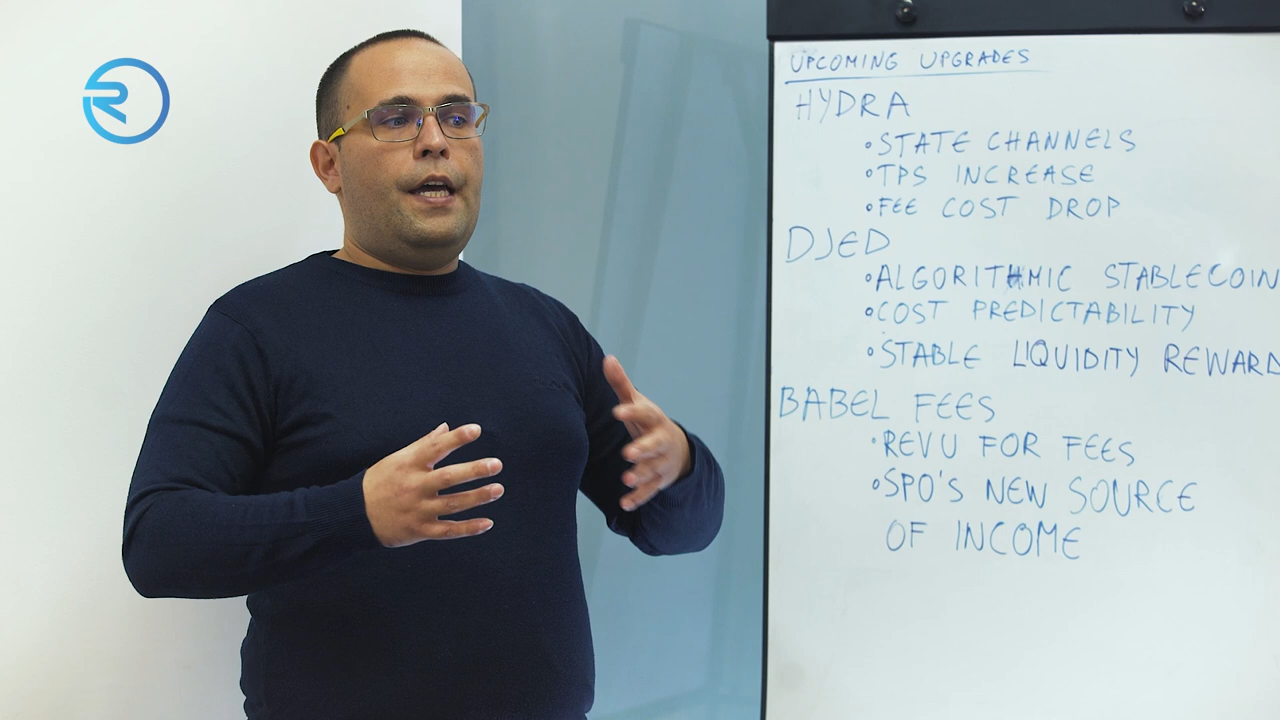 UPCOMING UPGRADES
HYDRA
•STATE CHANNELS
•TPS INCREASE
•FEE COST DROP
DJED
•ALGORITHMIC STABLECOIN
•COST PREDICTABILITY
•STABLE LIQUIDITY REWARD
BABEL FEES
•REVU FOR FEES
•SPO'S NEW SOURCE
OF INCOME